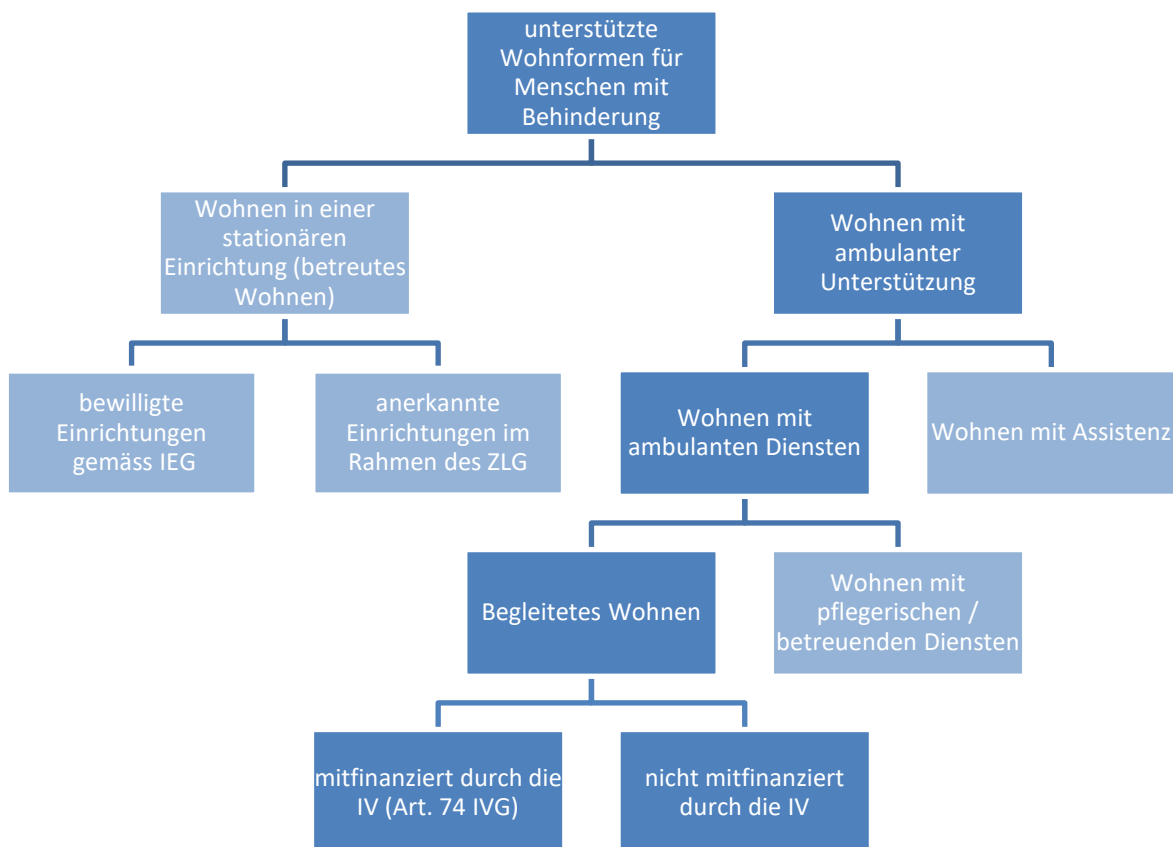 unterstützte
Wohnformen für
Menschen mit
Behinderung
Wohnen in einer
stationären
Einrichtung (betreutes
Wohnen)
Wohnen mit
ambulanter
Unterstützung
bewilligte
Einrichtungen
gemäss IEG
anerkannte
Einrichtungen im
Rahmen des ZLG
Wohnen mit
ambulanten Diensten
Wohnen mit Assistenz
Begleitetes Wohnen
Wohnen mit
pflegerischen /
betreuenden Diensten
mitfinanziert durch die
IV (Art. 74 IVG)
nicht mitfinanziert
durch die IV